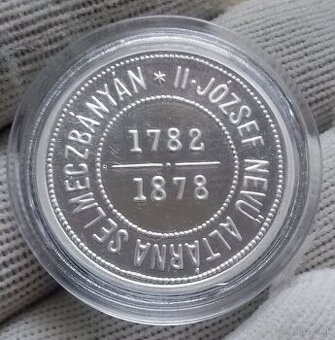 * II·JÓZSEF NEVŰ ALTÁRNA SELMECZBÁNYÁN
1782
1878